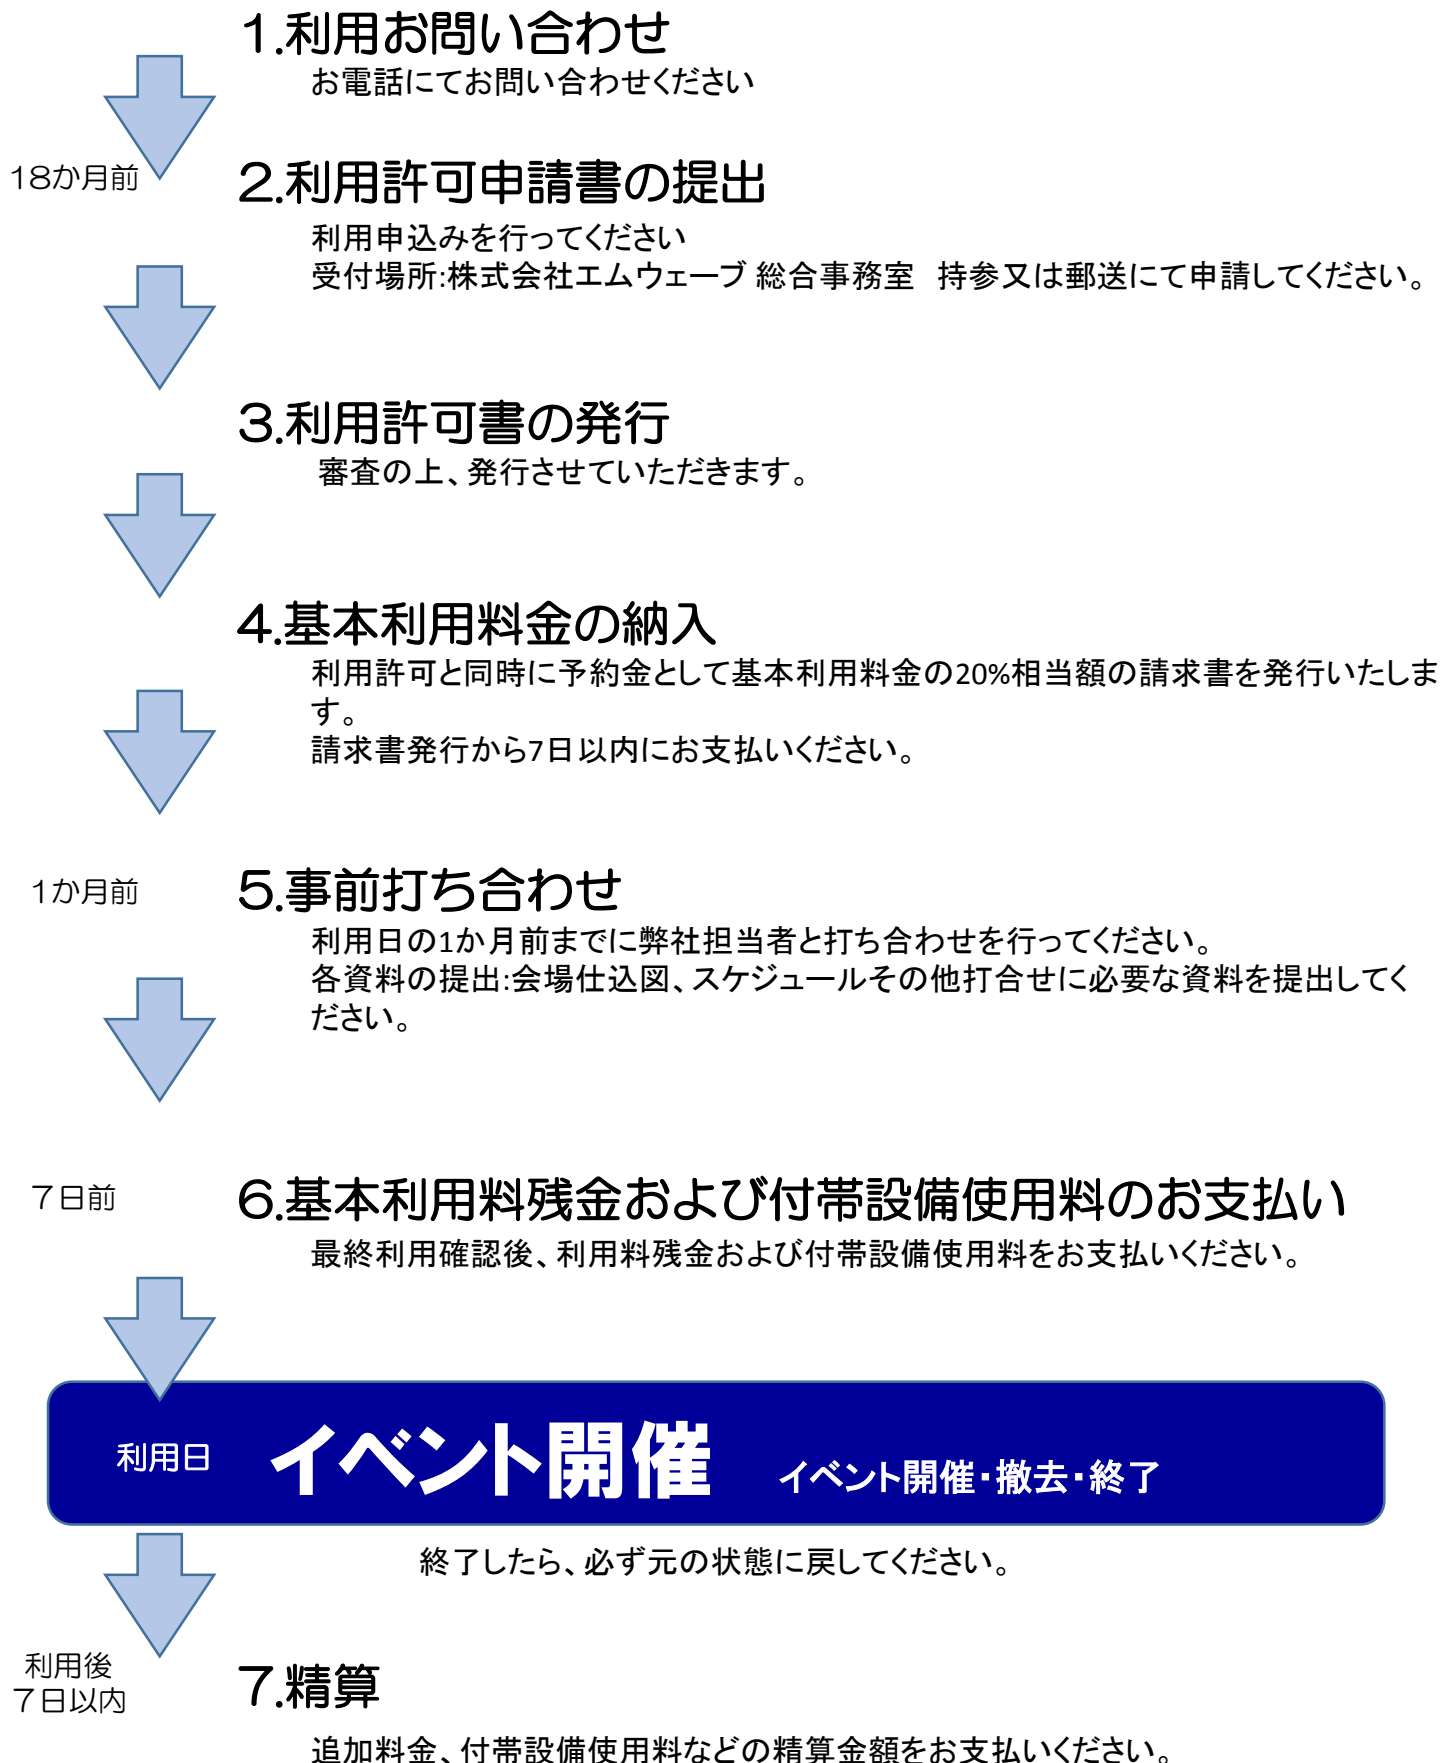 1.利用お問い合わせ
お電話にてお問い合わせください
18か月前
2.利用許可申請書の提出
利用申込みを行ってください
受付場所:株式会社エムウェーブ 総合事務室　持参又は郵送にて申請してください。
3.利用許可書の発行
審査の上、発行させていただきます。
4.基本利用料金の納入
利用許可と同時に予約金として基本利用料金の20%相当額の請求書を発行いたしま
す。
請求書発行から7日以内にお支払いください。
1か月前
5.事前打ち合わせ
利用日の1か月前までに弊社担当者と打ち合わせを行ってください。
各資料の提出:会場仕込図、スケジュールその他打合せに必要な資料を提出してく
ださい。
7日前
6.基本利用料残金および付帯設備使用料のお支払い
最終利用確認後、利用料残金および付帯設備使用料をお支払いください。
利用日
イベント開催
イベント開催・撤去・終了
終了したら、必ず元の状態に戻してください。
利用後
7日以内
7.精算
追加料金、付帯設備使用料などの精算金額をお支払いください。